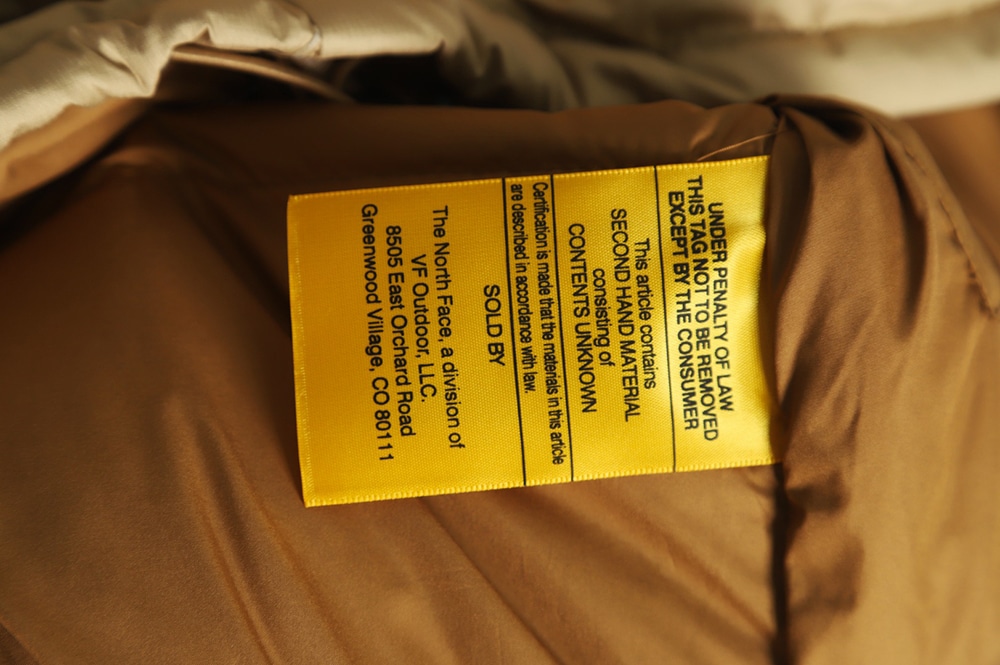 UNDER PENALTY OF LAW
THIS TAG NOT TO BE REMOVED
EXCEPT BY THE CONSUMER
This article contains
SECOND HAND MATERIAL
consisting of
CONTENTS UNKNOWN
Certification is made that the materials in this article
are described in accordance with law.
SOLD BY
The North Face, a division of
VF Outdoor, LLC.
8505 East Orchard Road
Greenwood Village, CO 80111